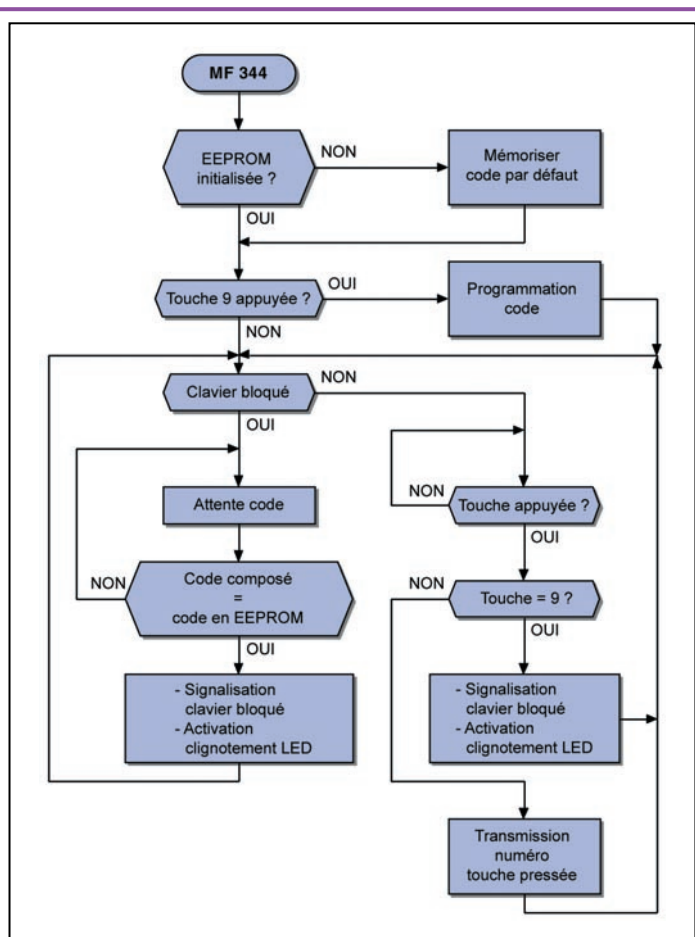 MF 344
EEPROM
initialisée ?
NON
Mémoriser
code par défaut
OUI
Touche 9 appuyée ?
OUI
Programmation
code
NON
Clavier bloqué
NON
OUI
Attente code
NON
Touche appuyée ?
OUI
NON
Code composé
=
code en EEPROM
OUI
NON
Touche = 9 ?
OUI
- Signalisation
clavier bloqué
- Activation
clignotement LED
- Signalisation
clavier bloqué
- Activation
clignotement LED
Transmission
numéro
touche pressée